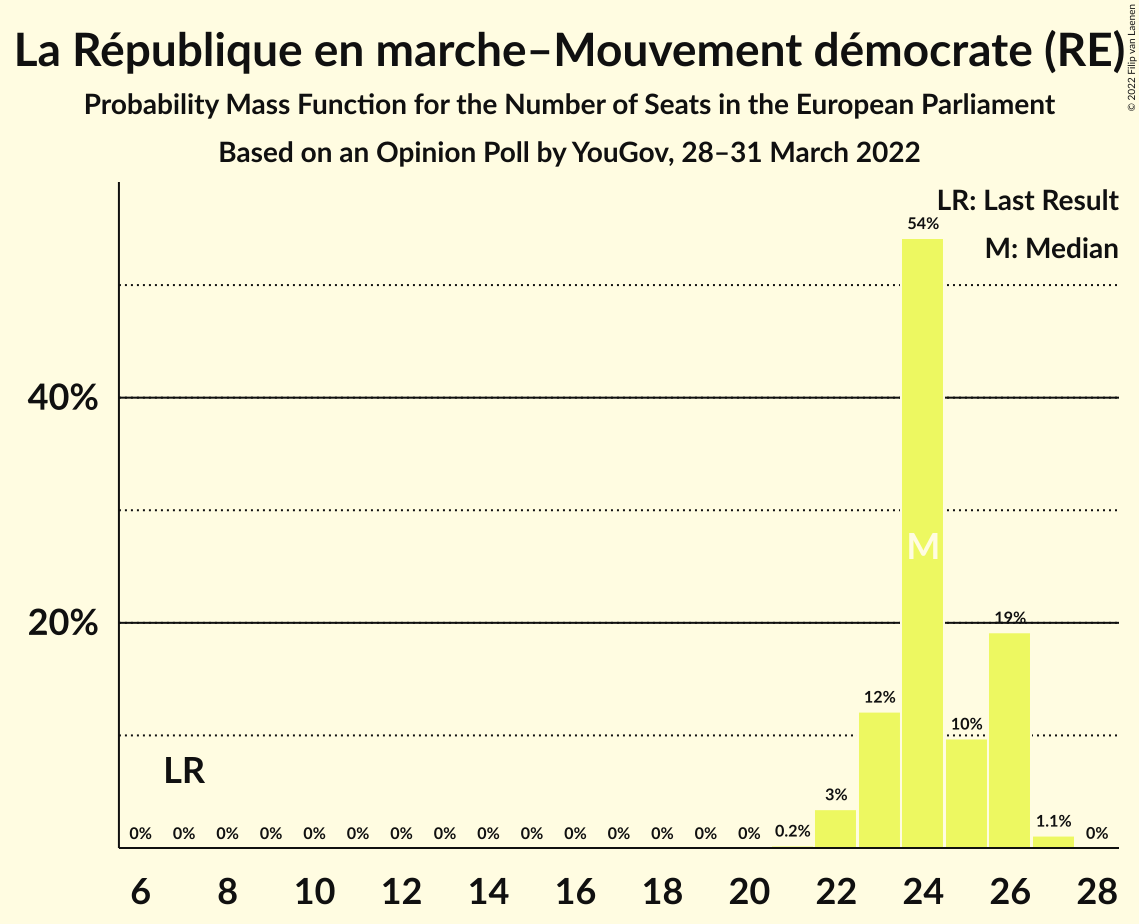 La République en marche–Mouvement démocrate (RE)
© 2022 Filip van Laenen
Probability Mass Function for the Number of Seats in the European Parliament
Based on an Opinion Poll by YouGov, 28–31 March 2022
LR: Last Result
M: Median
54%
40%
M
20%
19%
12%
10%
LR
3%
1.1%
0% 0% 0% 0% 0% 0% 0% 0% 0% 0% 0% 0% 0% 0% 0% 0.2% 0%
6 8 10 12 14 16 18 20 22 24 26 28